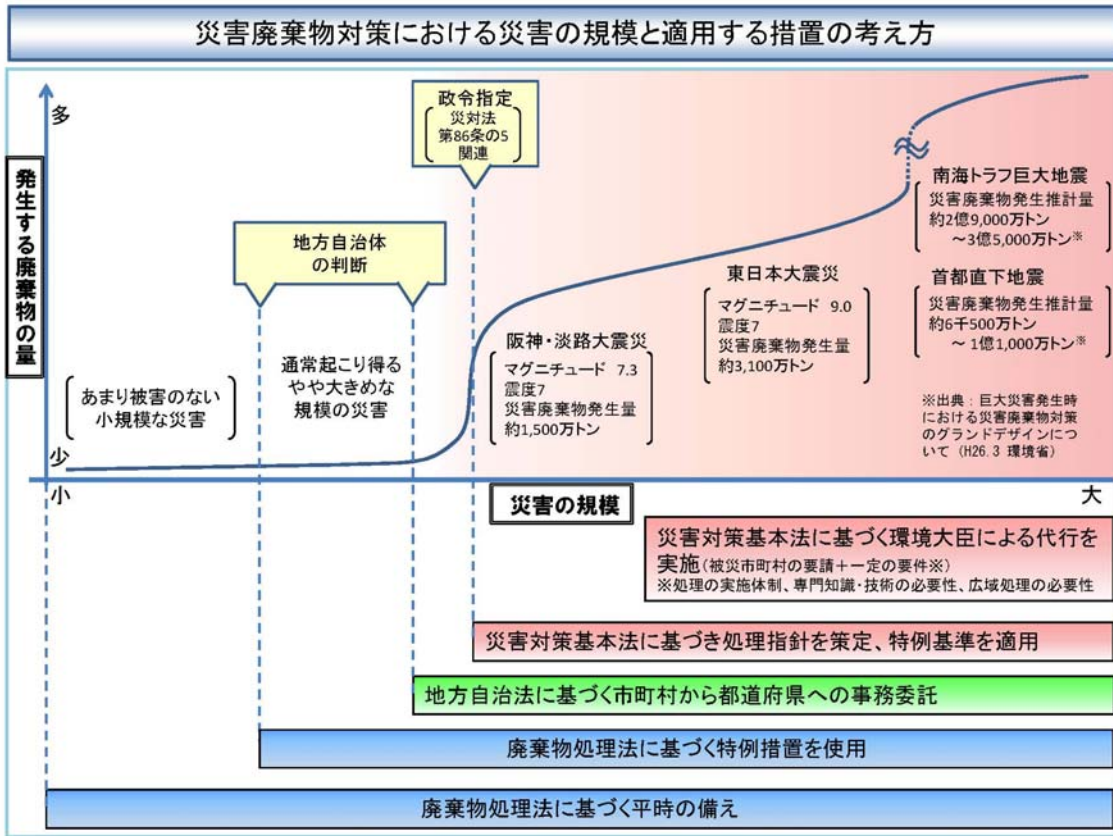 災害廃棄物対策における災害の規模と適用する措置の考え方
多
発生する廃棄物の量
少
小
政令指定
災対法
第86条の5
関連
地方自治体
の判断
あまり被害のない
小規模な災害
通常起こり得る
やや大きめな
規模の災害
阪神・淡路大震災
マグニチュード 7.3
震度7
災害廃棄物発生量
約1,500万トン
東日本大震災
マグニチュード 9.0
震度7
災害廃棄物発生量
約3,100万トン
南海トラフ巨大地震
災害廃棄物発生推計量
約2億9,000万トン
～3億5,000万トン※
首都直下地震
災害廃棄物発生推計量
約6千500万トン
～ 1億1,000万トン※
※出典：巨大災害発生時
における災害廃棄物対策
のグランドデザインにつ
いて（H26.3 環境省）
災害の規模
大
災害対策基本法に基づく環境大臣による代行を
実施(被災市町村の要請＋一定の要件※)
※処理の実施体制、専門知識・技術の必要性、広域処理の必要性
災害対策基本法に基づき処理指針を策定、特例基準を適用
地方自治法に基づく市町村から都道府県への事務委託
廃棄物処理法に基づく特例措置を使用
廃棄物処理法に基づく平時の備え